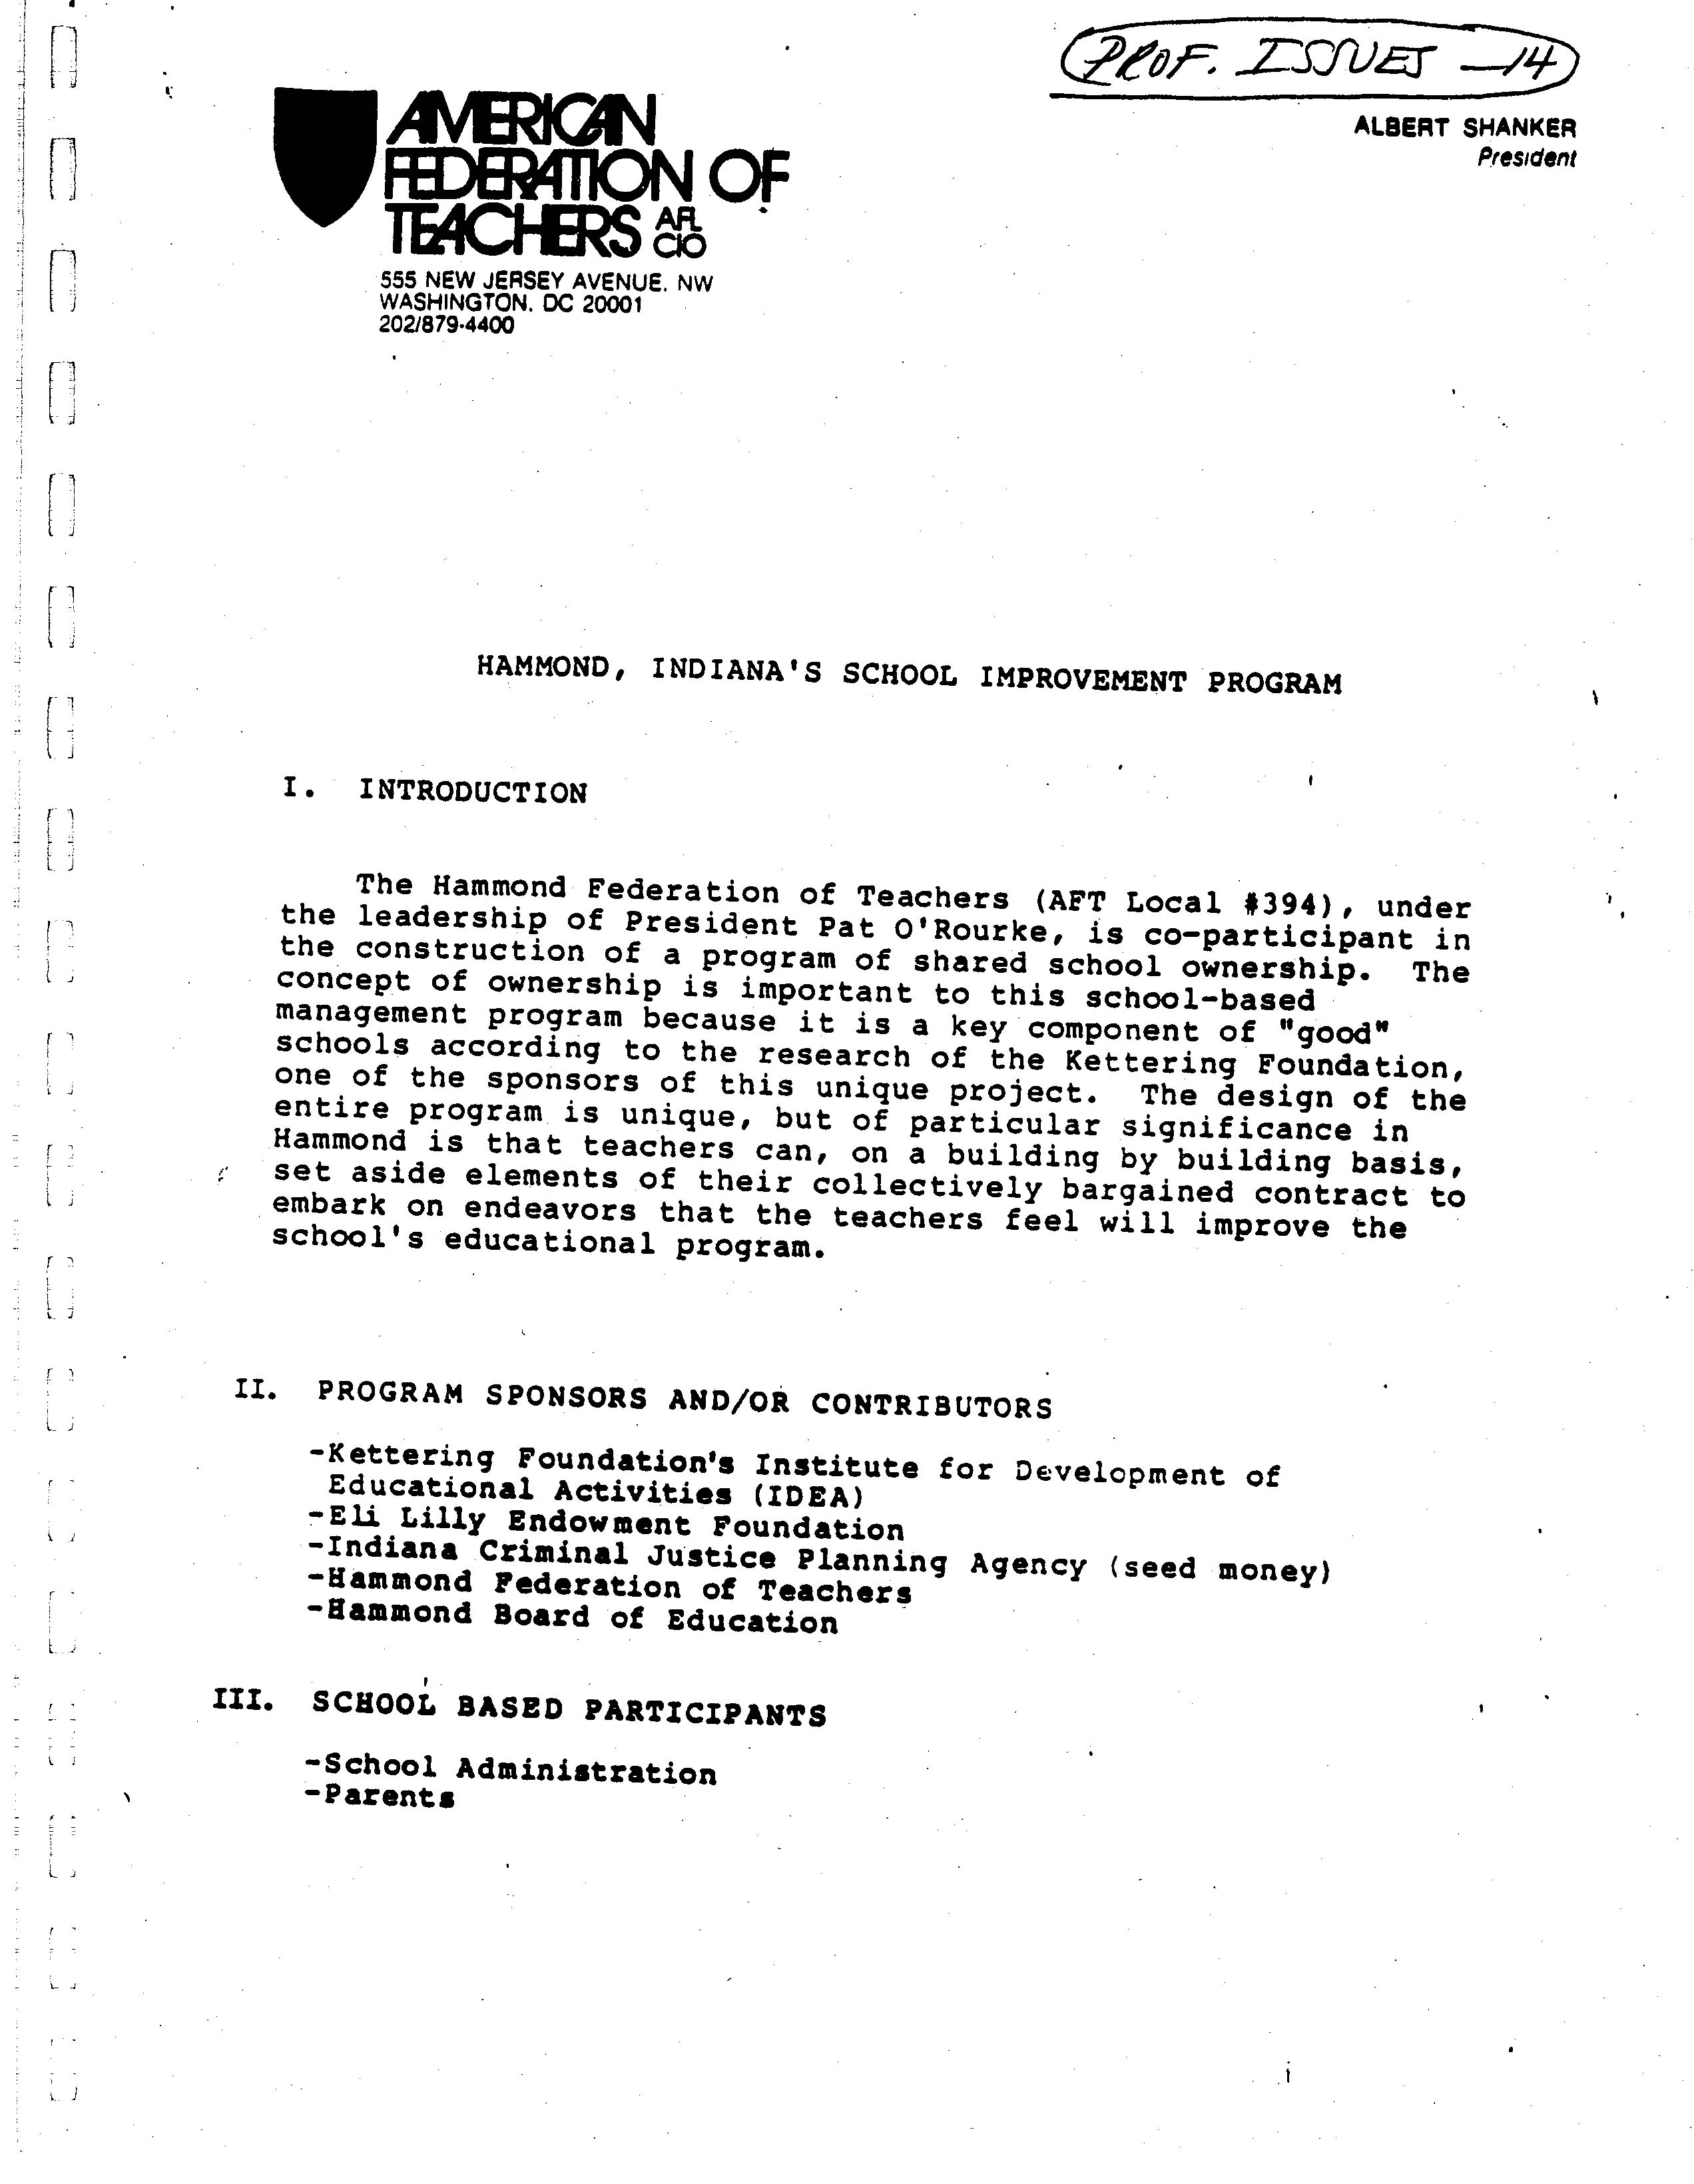 PROF. ISSUES -14
AMERICAN
FEDERATION OF
TEACHERS AFL
CIO
555 NEW JERSEY AVENUE, NW
WASHINGTON, DC 20001
202/879-4400
ALBERT SHANKER
President
HAMMOND, INDIANA'S SCHOOL IMPROVEMENT PROGRAM
I. INTRODUCTION
The Hammond Federation of Teachers (AFT Local #394), under
the leadership of President Pat O'Rourke, is co-participant in
the construction of a program of shared school ownership. The
concept of ownership is important to this school-based
management program because it is a key component of "good"
schools according to the research of the Kettering Foundation,
one of the sponsors of this unique project. The design of the
entire program is unique, but of particular significance in
Hammond is that teachers can, on a building by building basis,
set aside elements of their collectively bargained contract to
embark on endeavors that the teachers feel will improve the
school's educational program.
II. PROGRAM SPONSORS AND/OR CONTRIBUTORS
-Kettering Foundation's Institute for Development of
Educational Activities (IDEA)
-Eli Lilly Endowment Foundation
-Indiana Criminal Justice Planning Agency (seed money)
-Hammond Federation of Teachers
-Hammond Board of Education
III. SCHOOL BASED PARTICIPANTS
-School Administration
-Parents